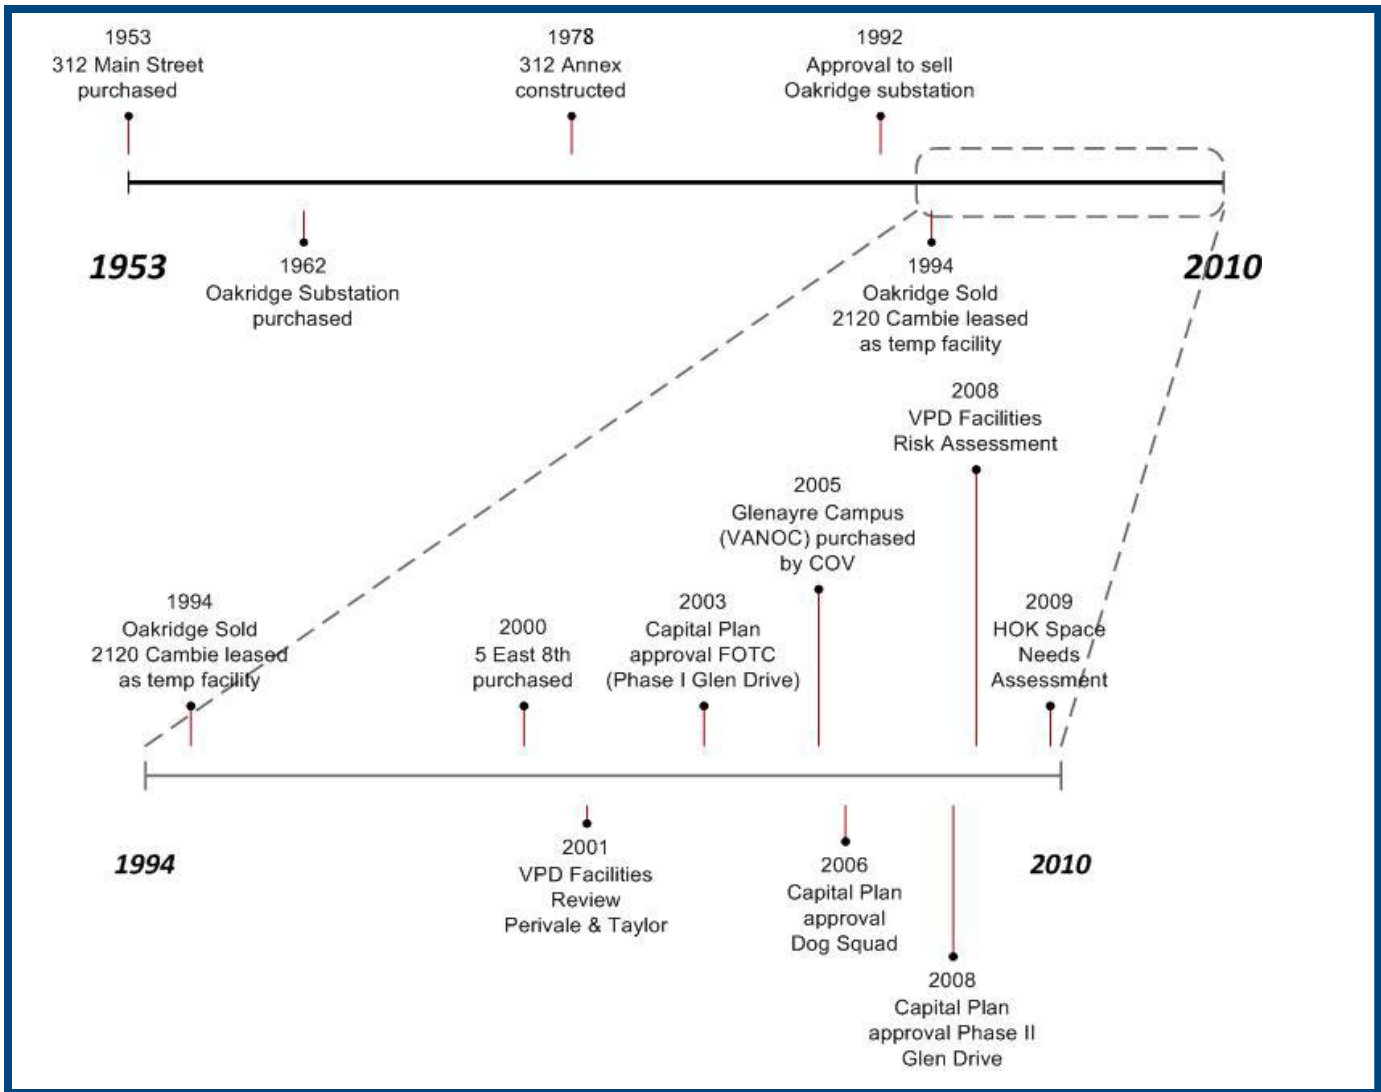 1953
312 Main Street
purchased
1978
312 Annex
constructed
1992
Approval to sell
Oakridge substation
1953
2010
1962
Oakridge Substation
purchased
1994
Oakridge Sold
2120 Cambie leased
as temp facility
2008
VPD Facilities
Risk Assessment
2005
Glenayre Campus
(VANOC) purchased
by COV
1994
Oakridge Sold
2120 Cambie leased
as temp facility
2000
5 East 8th
purchased
2003
Capital Plan
approval FOTC
(Phase I Glen Drive)
2009
HOK Space
Needs
Assessment
1994
2010
2001
VPD Facilities
Review
Perivale & Taylor
2006
Capital Plan
approval
Dog Squad
2008
Capital Plan
approval Phase II
Glen Drive